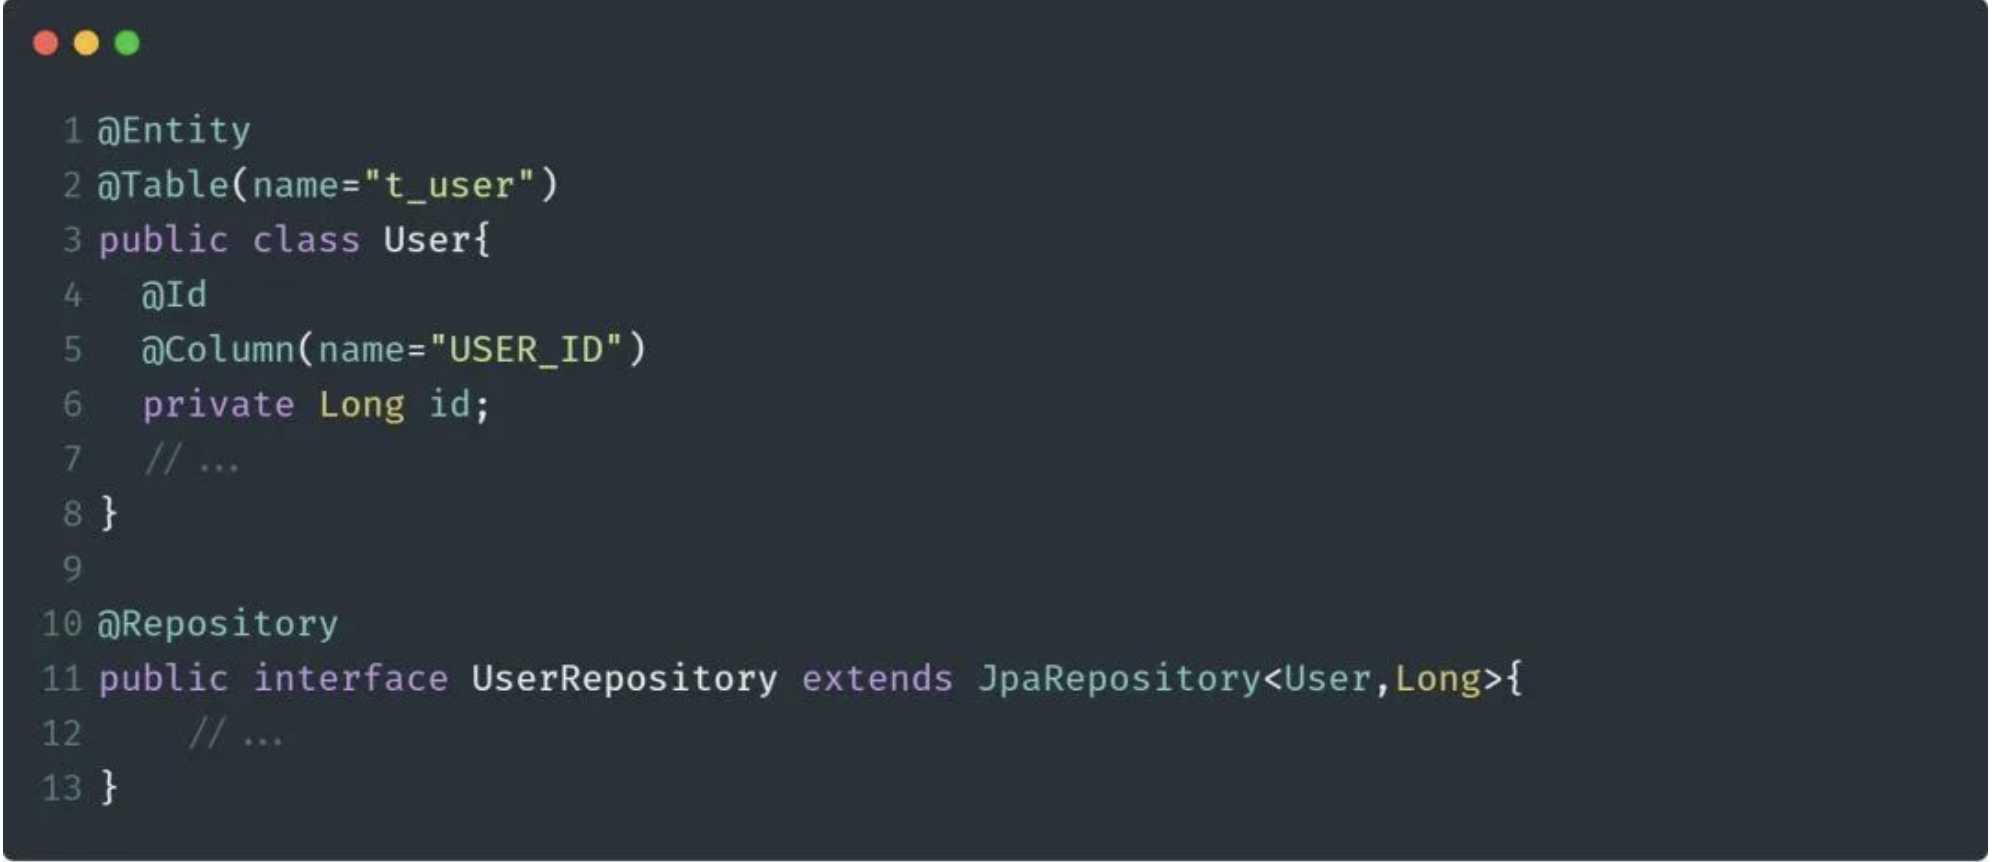 1 @Entity
2 @Table(name="t_user")
3 public class User{
4   @Id
5   @Column(name="USER_ID")
6   private Long id;
7   // ...
8 }
9
10 @Repository
11 public interface UserRepository extends JpaRepository<User,Long>{
12     // ...
13 }